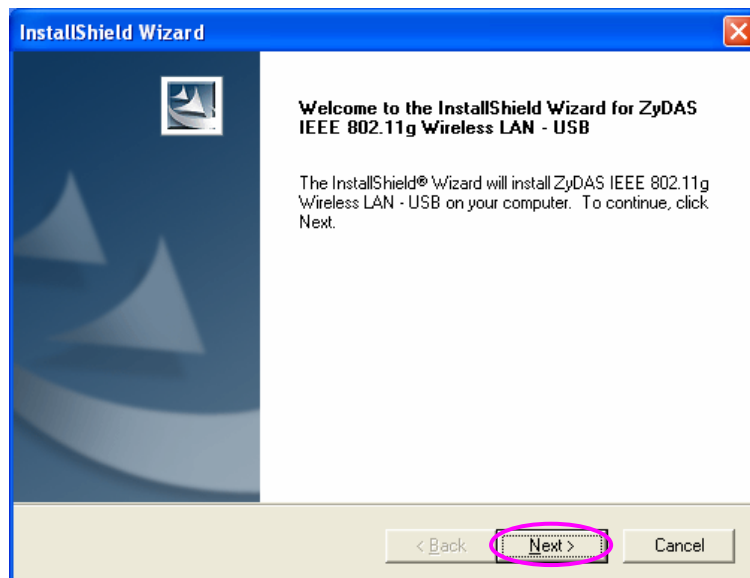 InstallShield Wizard
Welcome to the InstallShield Wizard for ZyDAS
IEEE 802.11g Wireless LAN - USB
The InstallShield® Wizard will install ZyDAS IEEE 802.11g
Wireless LAN - USB on your computer. To continue, click
Next.
< Back Next > Cancel